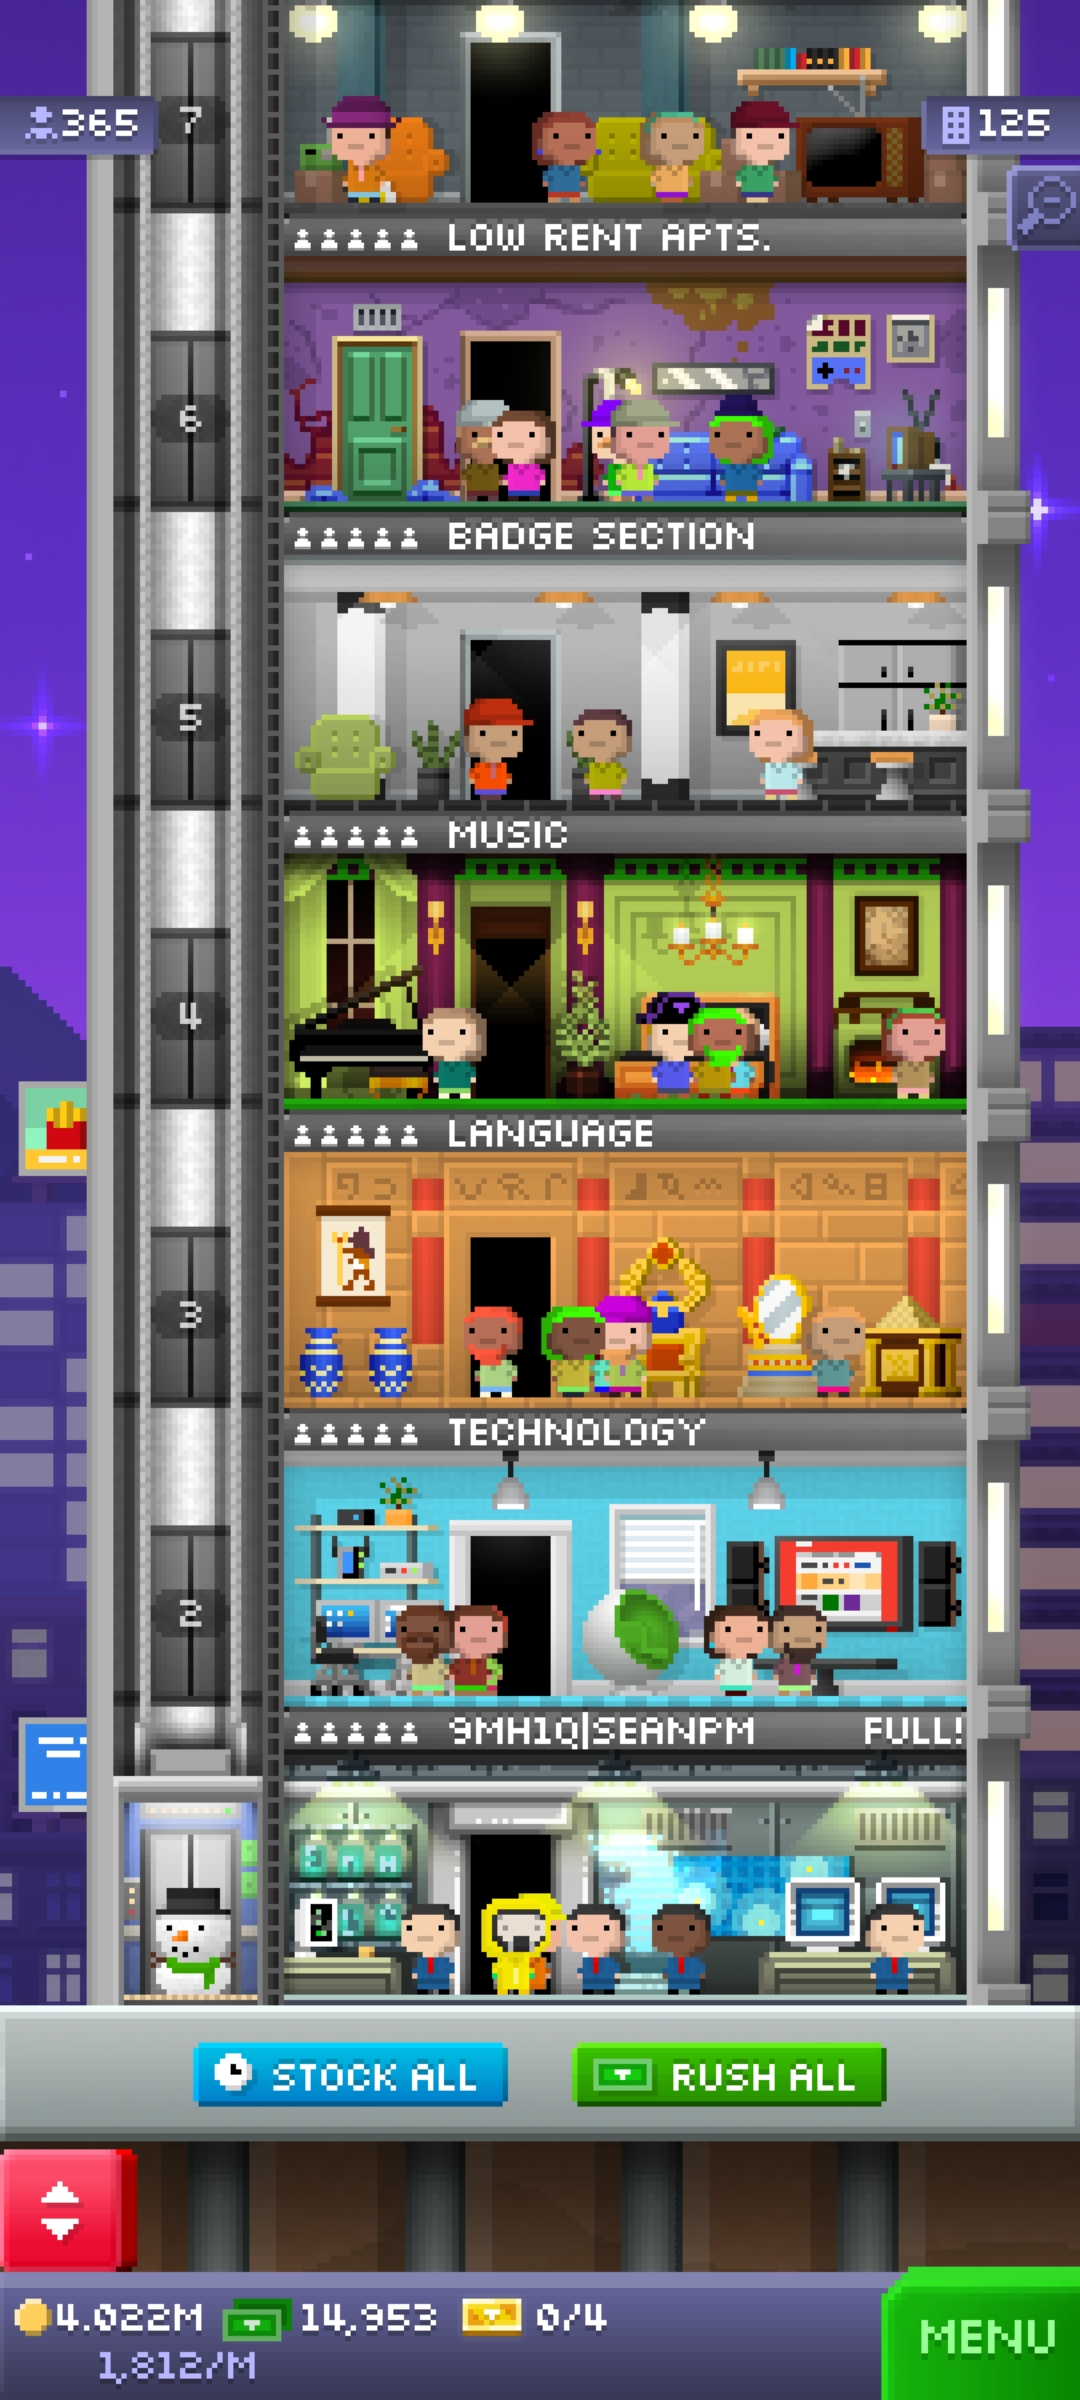 365
7
125
LOW RENT APTS.
6
BADGE SECTION
5
MUSIC
4
LANGUAGE
3
TECHNOLOGY
2
9MH1Q|SEANPM FULL!
STOCK ALL
RUSH ALL
4.022M 14,953 0/4
1,812/M
MENU